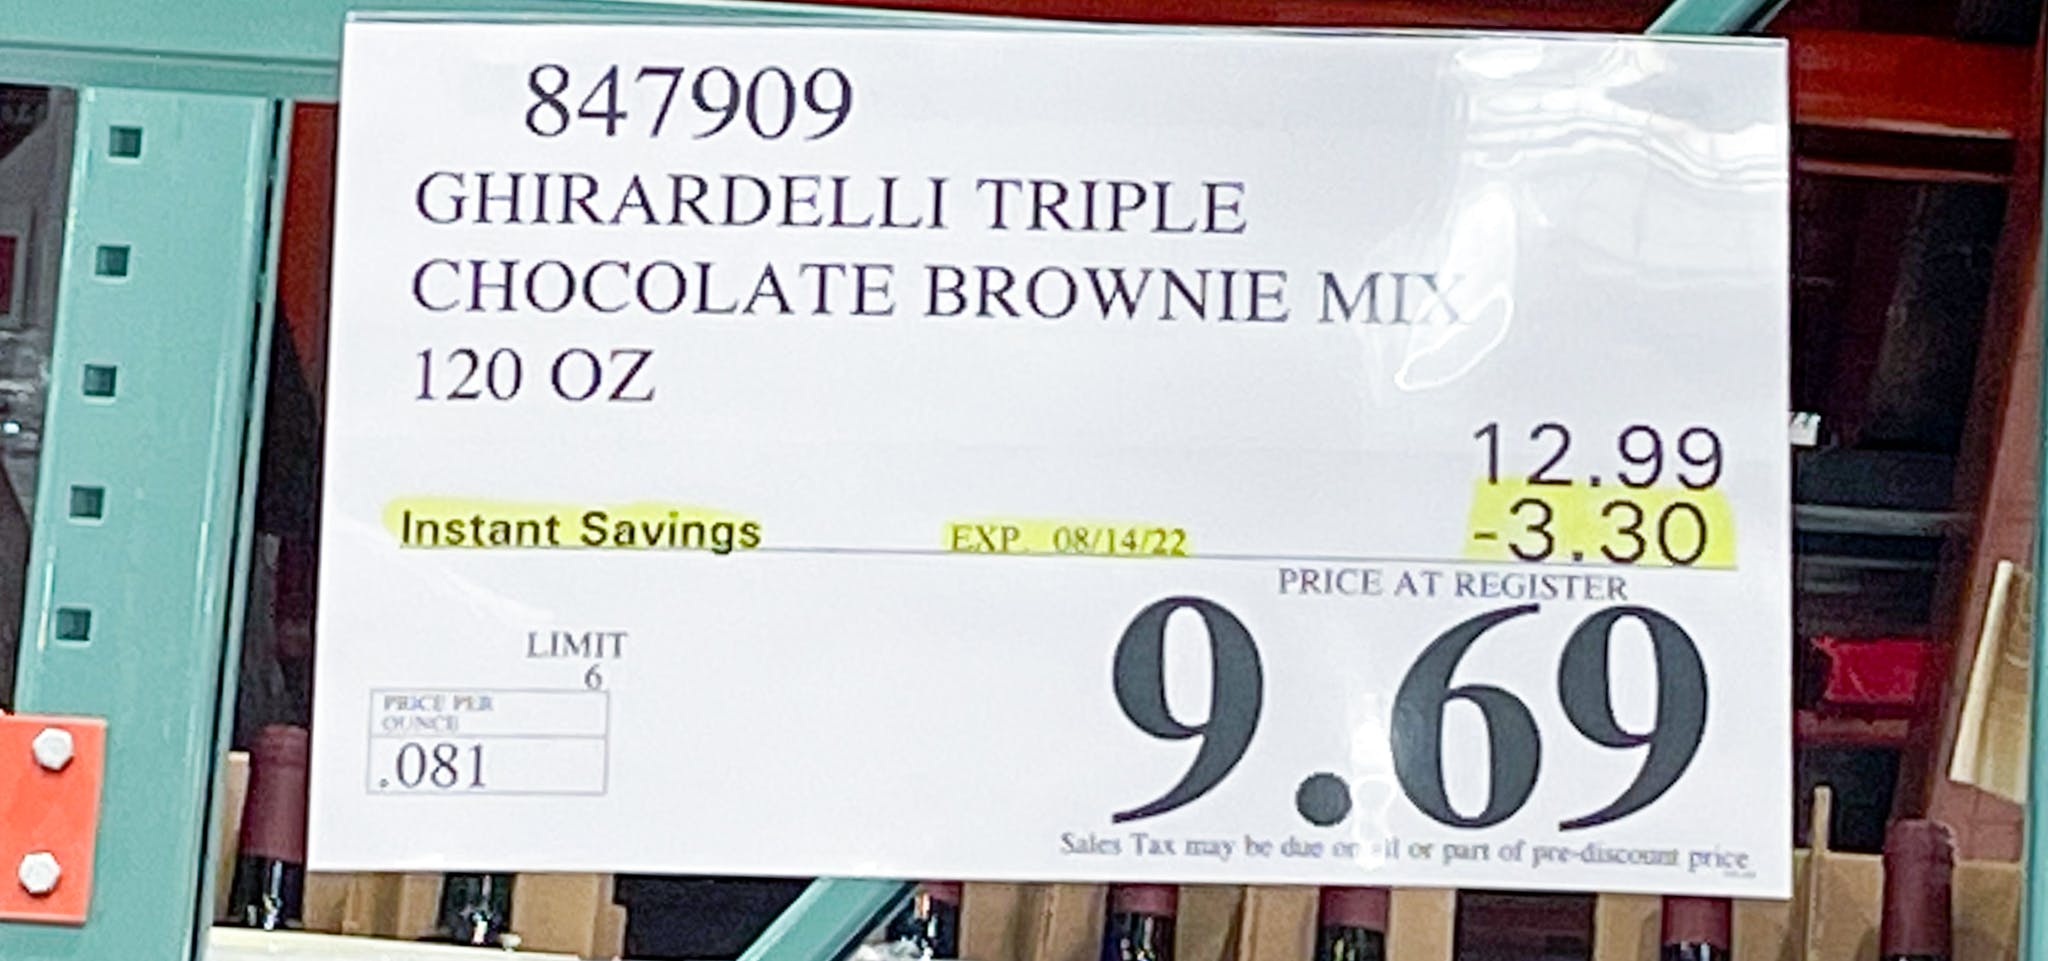 847909
GHIRARDELLI TRIPLE
CHOCOLATE BROWNIE MIX
120 OZ
12.99
Instant Savings EXP. 08/14/22 -3.30
PRICE AT REGISTER
9.69
LIMIT
6
PRICE PER
OUNCE
.081
Sales Tax may be due on all or part of pre-discount price